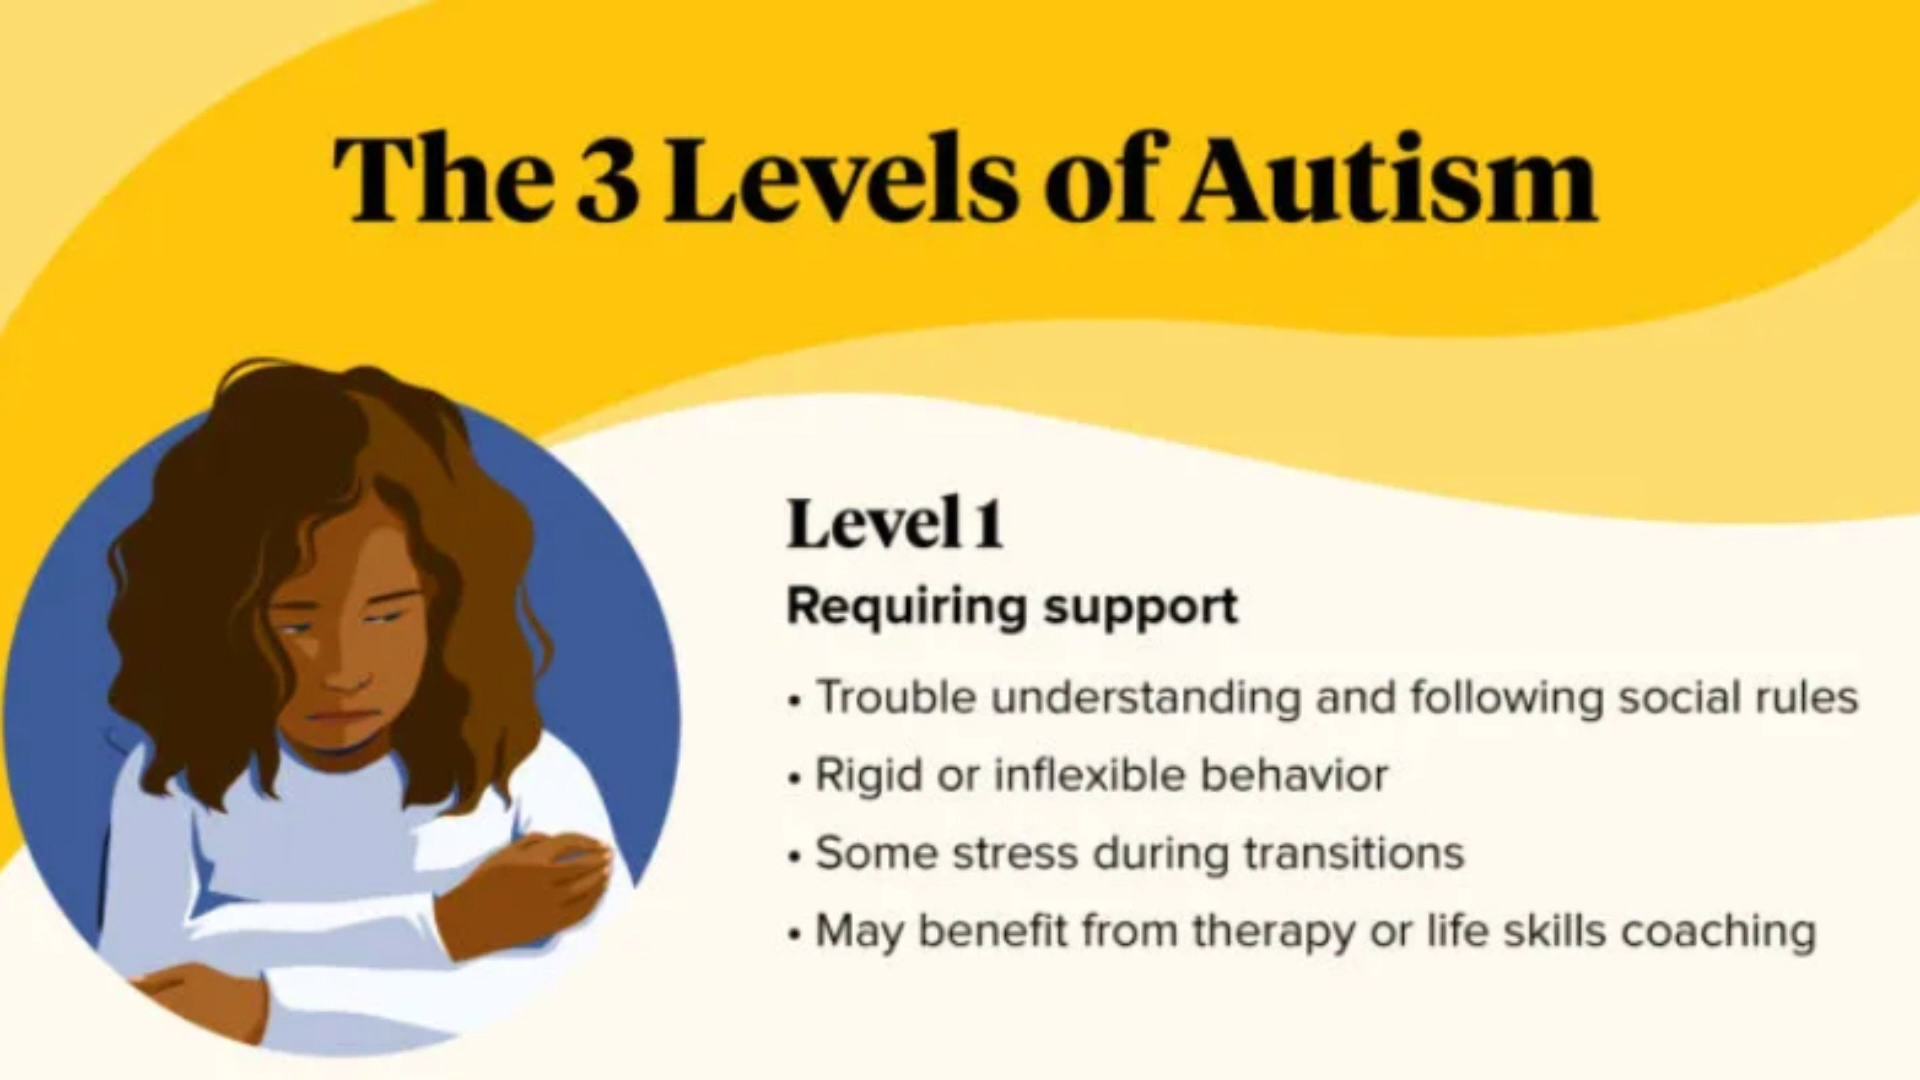 The 3 Levels of Autism
Level 1
Requiring support
• Trouble understanding and following social rules
• Rigid or inflexible behavior
• Some stress during transitions
• May benefit from therapy or life skills coaching